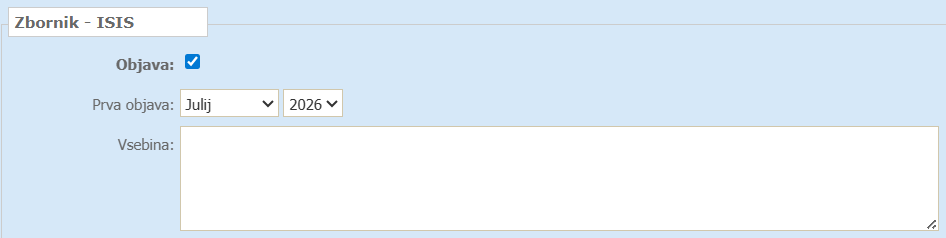 Zbornik - ISIS
Objava:
Prva objava: Julij 2026
Vsebina: